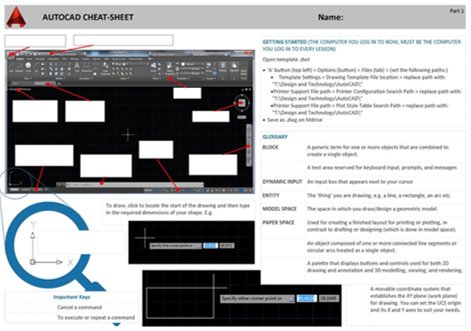 Part 1
AUTOCAD CHEAT-SHEET
Name:
GETTING STARTED (THE COMPUTER YOU LOG IN TO NOW, MUST BE THE COMPUTER
YOU LOG IN TO EVERY LESSON)
Open template .dwt
• 'A' button (top left) > Options (button) > Files (tab) > (set the following paths:)
• Template Settings > Drawing Template File location > replace path with:
"T:\Design and Technology\AutoCAD\"
•Printer Support File path > Printer Configuration Search Path > replace path with:
"T:\Design and Technology\AutoCAD\"
•Printer Support File path > Plot Style Table Search Path > replace path with:
"T:\Design and Technology\AutoCAD\"
• Save as .dwg on
GLOSSARY
BLOCK
A generic term for one or more objects that are combined to
create a single object.
A text area reserved for keyboard input, prompts, and messages
DYNAMIC INPUT
An input box that appears next to your cursor
ENTITY
The 'thing' you are drawing, e.g. a line, a rectangle, an arc etc.
MODEL SPACE
The space in which you draw/design a geometric model.
PAPER SPACE
Used for creating a finished layout for printing or plotting, in
contrast to drafting or designing (which is done in model space).
An object composed of one or more connected line segments or
circular arcs treated as a single object.
A palette that displays buttons and controls used for both 2D
drawing and annotation and 3D modelling, viewing, and rendering.
A movable coordinate system that
establishes the XY plane (work plane)
for drawing. You can set the UCS origin
and its X and Y axes to suit your needs.
To draw, click to locate the start of the drawing and then type
in the required dimensions of your shape. E.g.
Specify first corner point or
Specify other corner point or
Y
X
Important Keys
Cancel a command
To execute or repeat a command